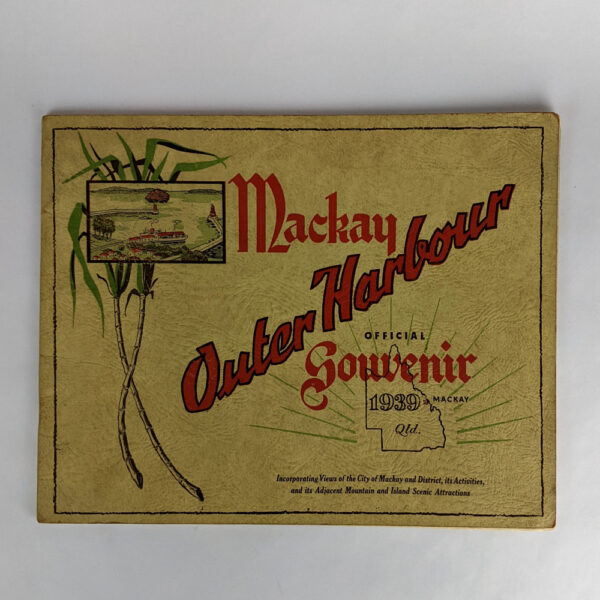 Mackay
Outer Harbour
OFFICIAL
Souvenir
1939 MACKAY
Qld.
Incorporating Views of the City of Mackay and District, its Activities,
and its Adjacent Mountain and Island Scenic Attractions